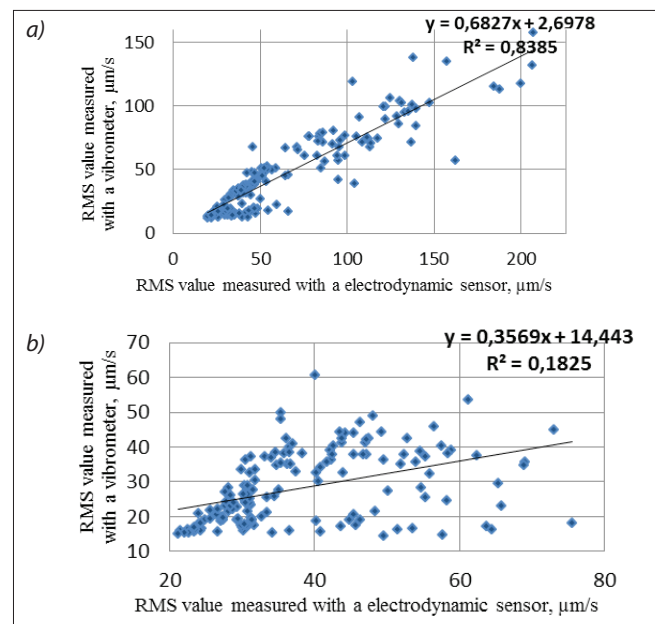 a)
y = 0,6827x + 2,6978
R² = 0,8385
RMS value measured
with a vibrometer, µm/s
150
100
50
0
0 50 100 150 200
RMS value measured with a electrodynamic sensor, µm/s
b)
y = 0,3569x + 14,443
R² = 0,1825
RMS value measured
with a vibrometer, µm/s
70
60
50
40
30
20
10
20 40 60 80
RMS value measured with a electrodynamic sensor, µm/s